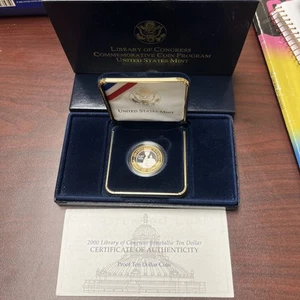 LIBRARY OF CONGRESS
COMMEMORATIVE COIN PROGRAM
UNITED STATES MINT
UNITED STATES MINT
2000 Library of Congress Bimetallic Ten Dollar
CERTIFICATE OF AUTHENTICITY
Proof Ten Dollar Coin